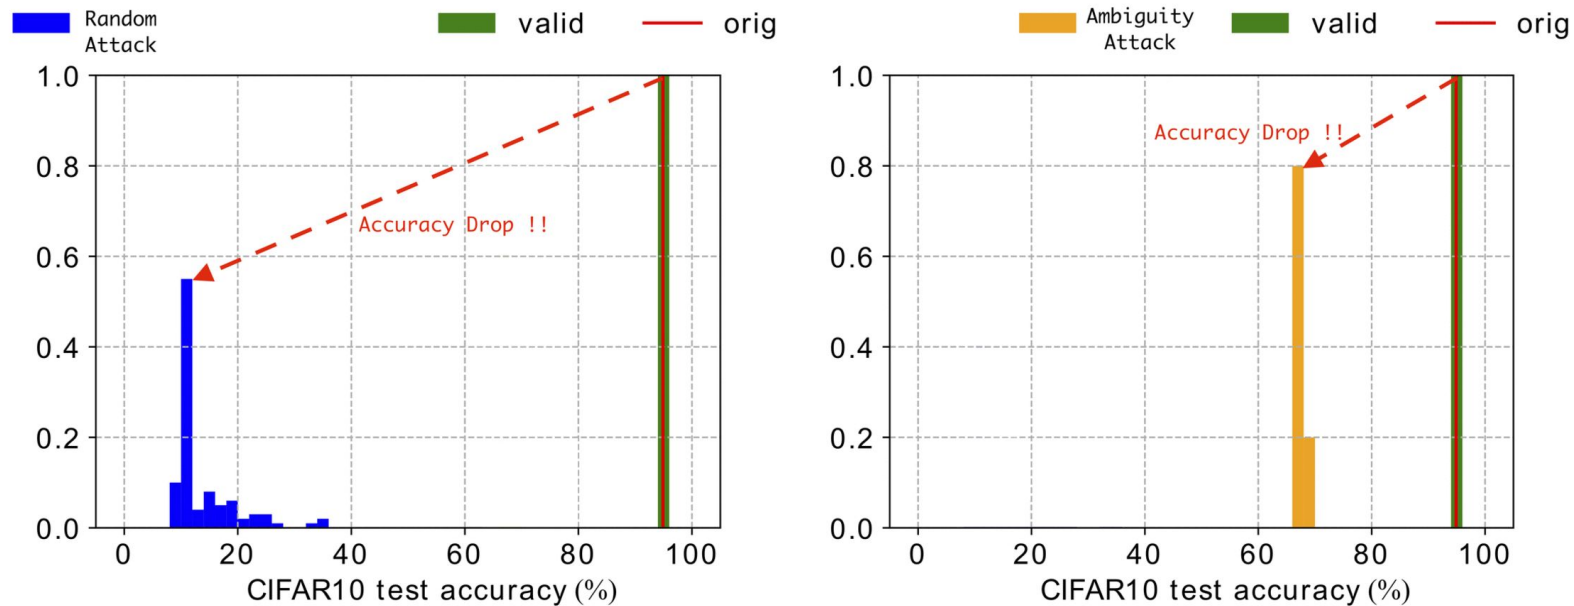 Random
Attack
valid
orig
1.0
0.8
0.6
0.4
0.2
0.0
Accuracy Drop !!
0 20 40 60 80 100
CIFAR10 test accuracy (%)
Ambiguity
Attack
valid
orig
1.0
0.8
0.6
0.4
0.2
0.0
Accuracy Drop !!
0 20 40 60 80 100
CIFAR10 test accuracy (%)